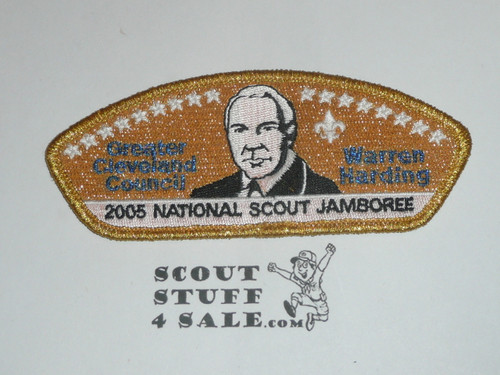 Greater
Cleveland
Council
Warren
Harding
2005 NATIONAL SCOUT JAMBOREE
SCOUT
STUFF
4 SALE.com